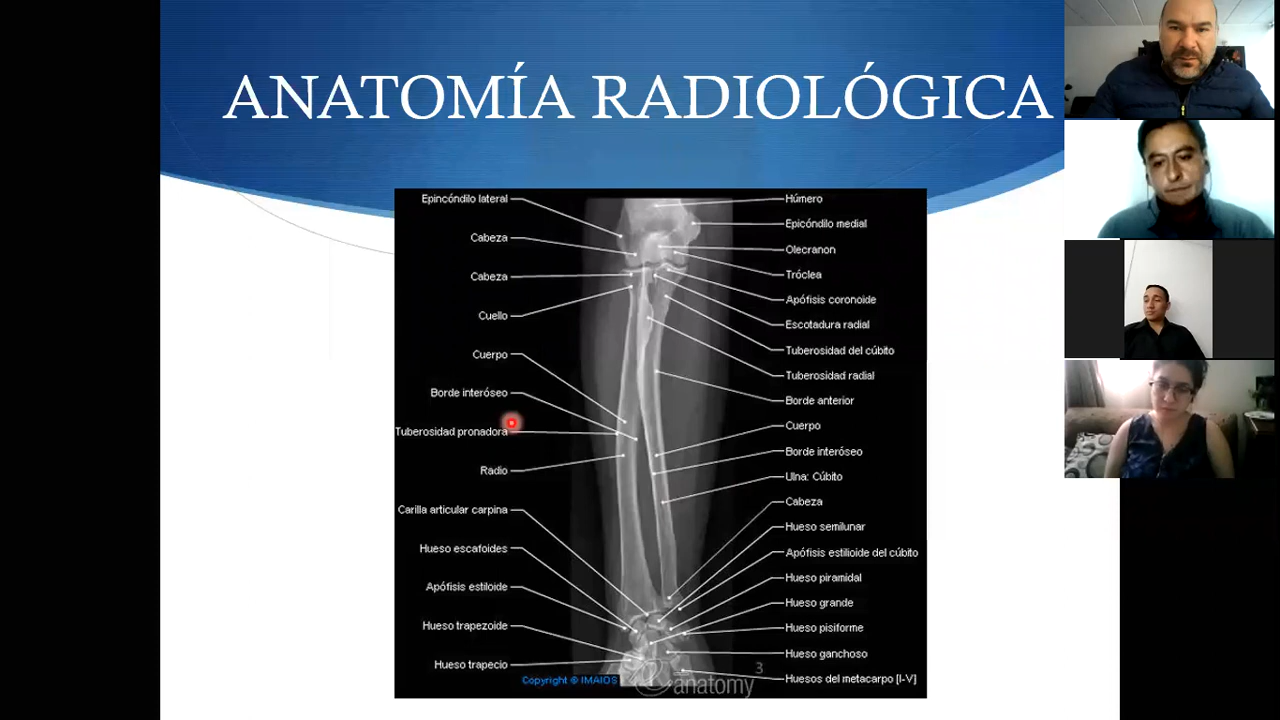 ANATOMÍA RADIOLÓGICA
Epincóndilo lateral
Cabeza
Cabeza
Cuello
Cuerpo
Borde interóseo
Tuberosidad pronadora
Radio
Carilla articular carpina
Hueso escafoides
Apófisis estiloide
Hueso trapezoide
Hueso trapecio
Húmero
Epicóndilo medial
Olecranon
Tróclea
Apófisis coronoide
Escotadura radial
Tuberosidad del cúbito
Tuberosidad radial
Borde anterior
Cuerpo
Borde interóseo
Ulna: Cúbito
Cabeza
Hueso semilunar
Apófisis estilioide del cúbito
Hueso piramidal
Hueso grande
Hueso pisiforme
Hueso ganchoso
Huesos del metacarpo [I-V]
3
Copyright © IMAIOS
anatomy